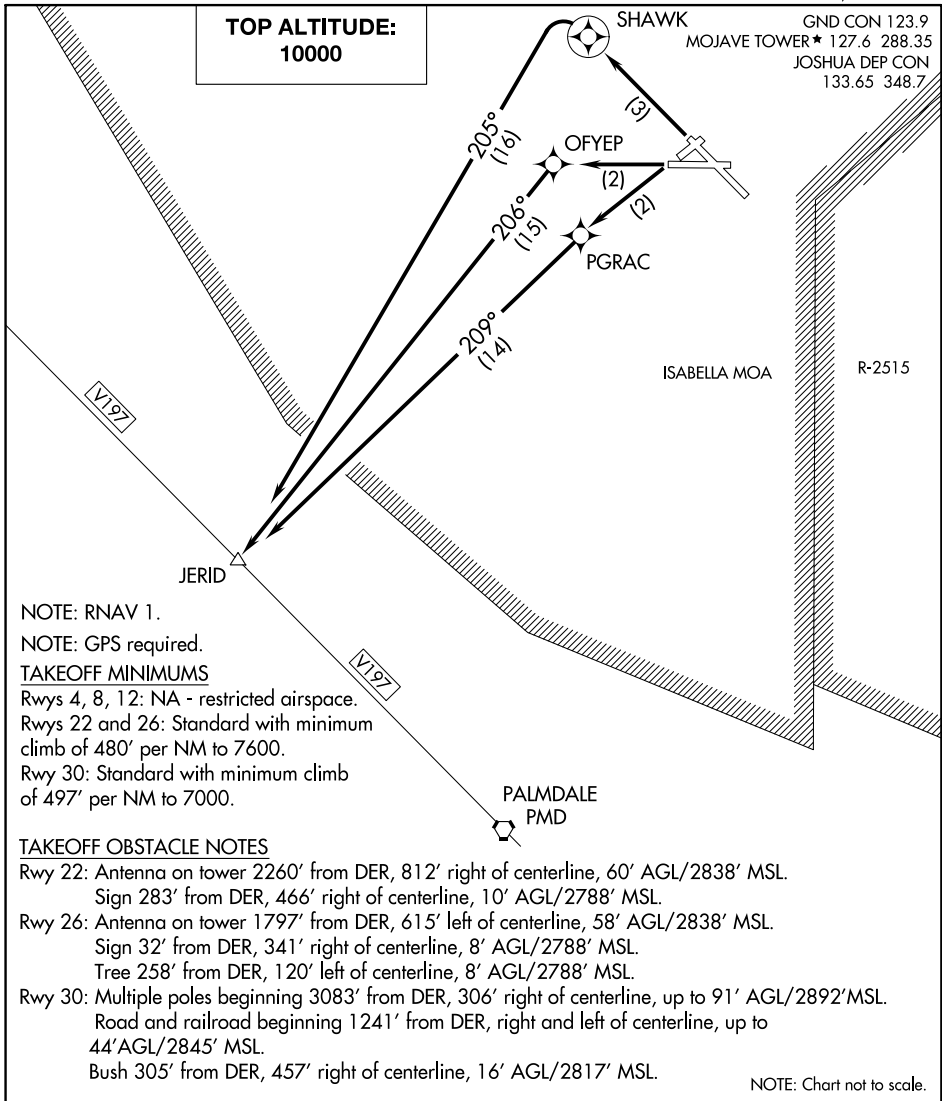 TOP ALTITUDE:
10000
SHAWK
GND CON 123.9
MOJAVE TOWER★ 127.6 288.35
JOSHUA DEP CON
133.65 348.7
(3)
205°
(16)
OFYEP
(2)
206°
(15)
(2)
PGRAC
209°
(14)
ISABELLA MOA
R-2515
V197
JERID
NOTE: RNAV 1.
NOTE: GPS required.
V197
TAKEOFF MINIMUMS
Rwys 4, 8, 12: NA - restricted airspace.
Rwys 22 and 26: Standard with minimum
climb of 480' per NM to 7600.
Rwy 30: Standard with minimum climb
of 497' per NM to 7000.
PALMDALE
PMD
TAKEOFF OBSTACLE NOTES
Rwy 22: Antenna on tower 2260' from DER, 812' right of centerline, 60' AGL/2838' MSL.
Sign 283' from DER, 466' right of centerline, 10' AGL/2788' MSL.
Rwy 26: Antenna on tower 1797' from DER, 615' left of centerline, 58' AGL/2838' MSL.
Sign 32' from DER, 341' right of centerline, 8' AGL/2788' MSL.
Tree 258' from DER, 120' left of centerline, 8' AGL/2788' MSL.
Rwy 30: Multiple poles beginning 3083' from DER, 306' right of centerline, up to 91' AGL/2892'MSL.
Road and railroad beginning 1241' from DER, right and left of centerline, up to
44'AGL/2845' MSL.
Bush 305' from DER, 457' right of centerline, 16' AGL/2817' MSL.
NOTE: Chart not to scale.